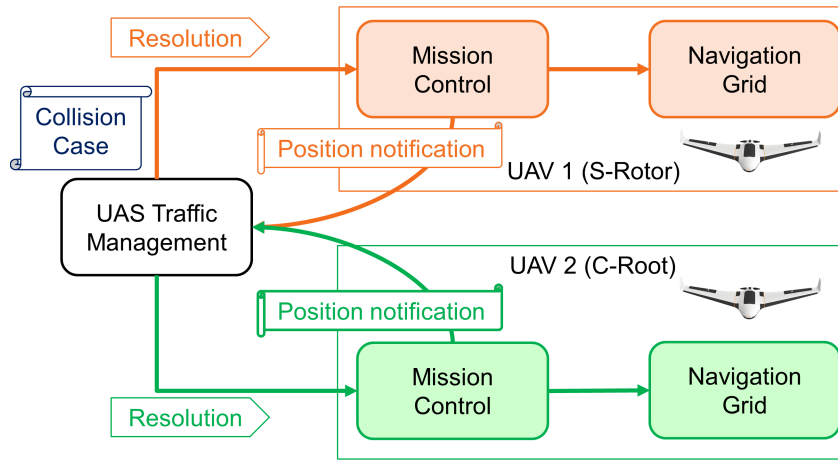 Resolution
Mission
Control
Navigation
Grid
Collision
Case
Position notification
UAV 1 (S-Rotor)
UAS Traffic
Management
UAV 2 (C-Root)
Position notification
Mission
Control
Navigation
Grid
Resolution